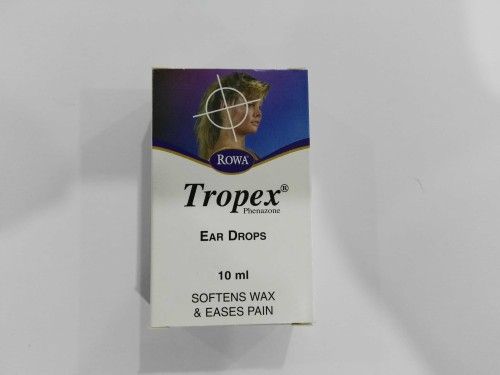 ROWA®
Tropex®
Phenazone
EAR DROPS
10 ml
SOFTENS WAX
& EASES PAIN